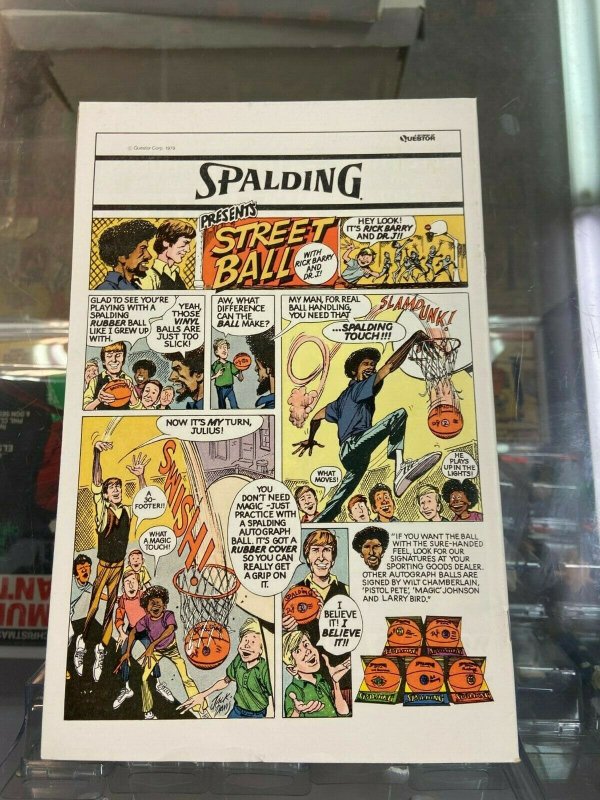 © Questor Corp. 1979
QUESTOR
SPALDING
PRESENTS
STREET
BALL
WITH
RICK BARRY
AND
DR. J!
HEY LOOK!
IT'S RICK BARRY
AND DR. J!!
GLAD TO SEE YOU'RE
PLAYING WITH A
SPALDING
RUBBER BALL
LIKE I GREW UP
WITH.
YEAH,
THOSE
VINYL
BALLS ARE
JUST TOO
SLICK!
AW, WHAT
DIFFERENCE
CAN THE
BALL MAKE?
MY MAN, FOR REAL
BALL HANDLING,
YOU NEED THAT
...SPALDING
TOUCH!!!
SLAM DUNK!
WHAT
MOVES!
HE
PLAYS
UP IN THE
LIGHTS!
NOW IT'S MY TURN,
JULIUS!
A
30-
FOOTER!!
WHAT
A MAGIC
TOUCH!
SWISH!
YOU
DON'T NEED
MAGIC - JUST
PRACTICE WITH
A SPALDING
AUTOGRAPH
BALL. IT'S GOT A
RUBBER COVER
SO YOU CAN
REALLY GET
A GRIP ON
IT.
I
BELIEVE
IT! I
BELIEVE
IT!!
"IF YOU WANT THE BALL
WITH THE SURE-HANDED
FEEL, LOOK FOR OUR
SIGNATURES AT YOUR
SPORTING GOODS DEALER.
OTHER AUTOGRAPH BALLS ARE
SIGNED BY WILT CHAMBERLAIN,
'PISTOL PETE,' 'MAGIC' JOHNSON
AND LARRY BIRD."
SPALDING